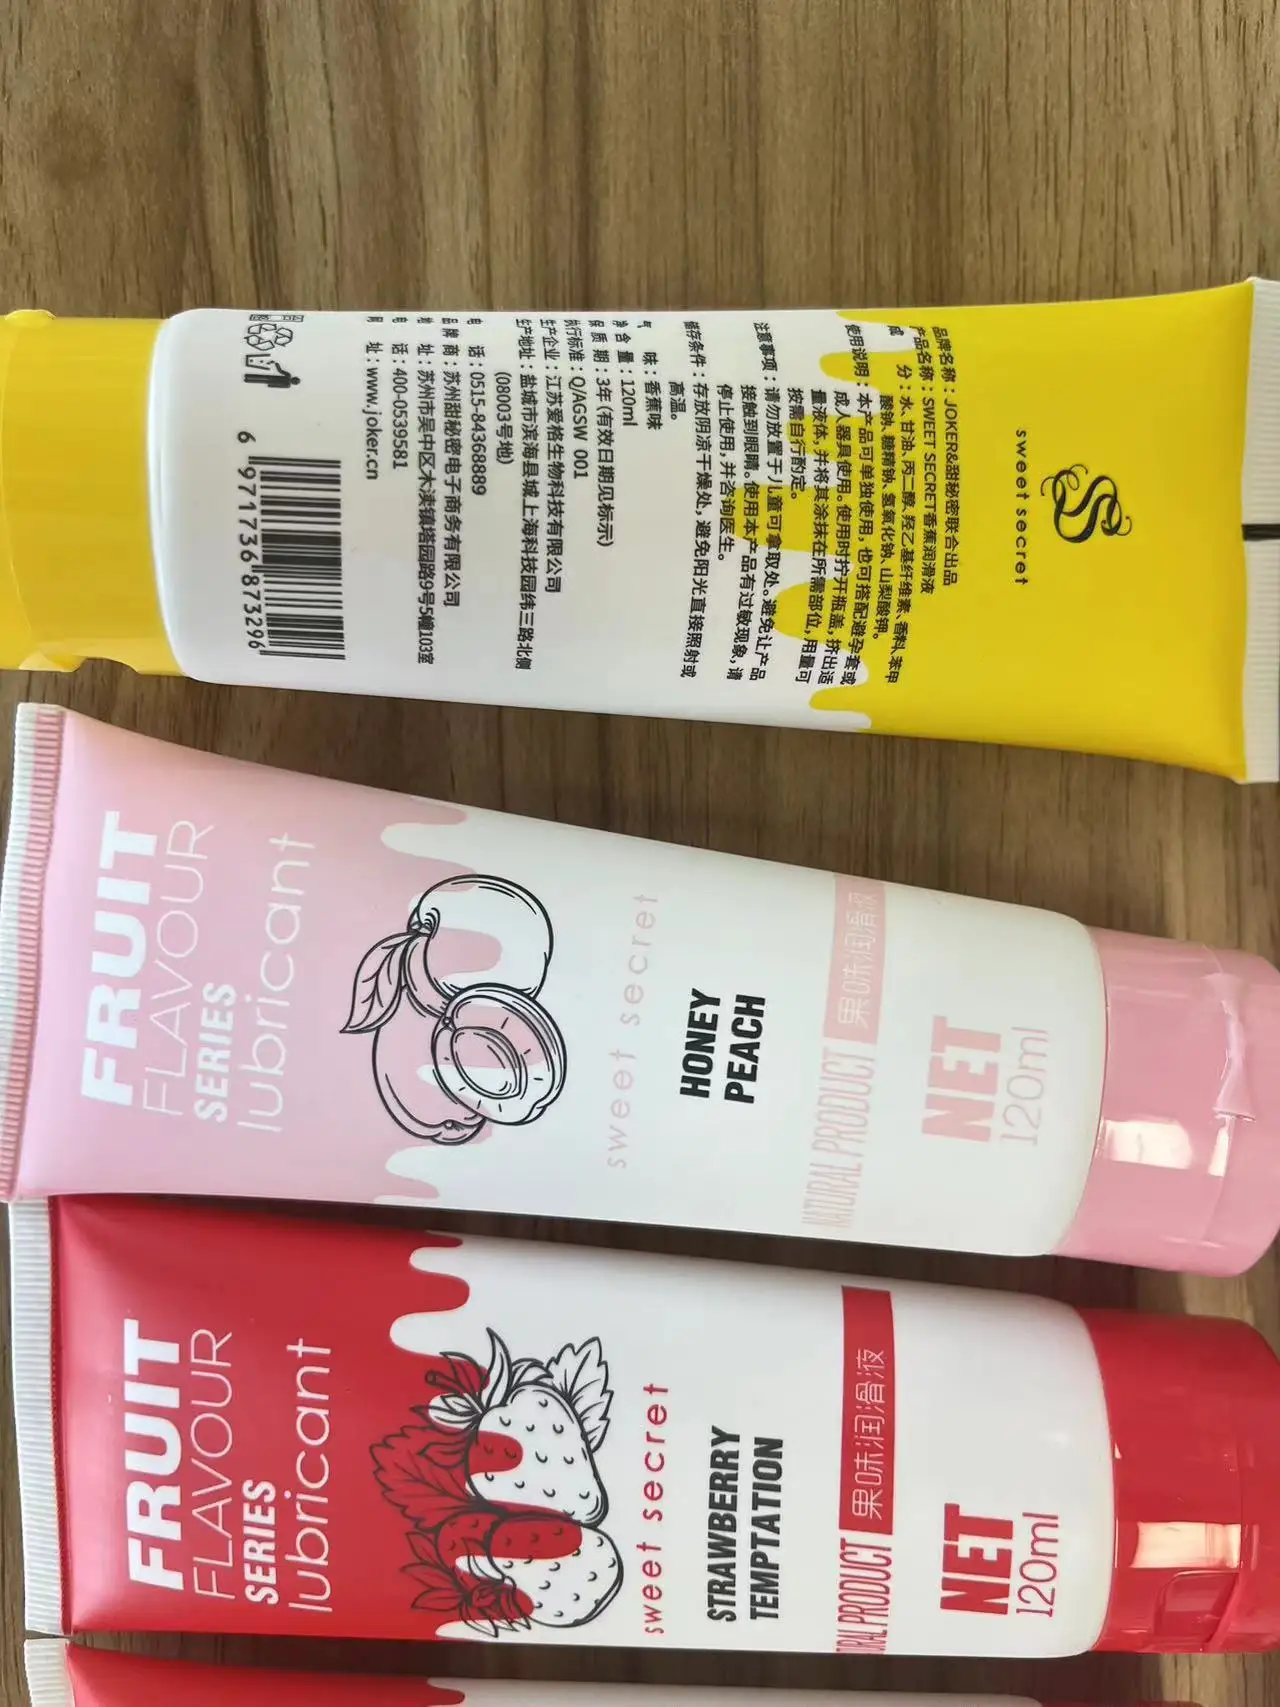 sweet secret
品牌名称：JOKER&甜秘密联合出品
产品名称：SWEET SECRET香蕉润滑液
成 分：水、甘油、丙二醇、羟乙基纤维素、香料、苯甲
酸钠、糖精钠、氢氧化钠、山梨酸钾。
使用说明：本产品可单独使用，也可搭配避孕套或
成人器具使用。使用时拧开瓶盖，挤出适
量液体，并将其涂抹在所需部位，用量可
按需自行酌定。
注意事项：请勿放置于儿童可拿取处。避免让产品
接触到眼睛。使用本产品有过敏现象，请
停止使用，并咨询医生。
储存条件：存放阴凉干燥处，避免阳光直接照射或
高温。
气 味：香蕉味
净含量：120ml
保质期：3年(有效日期见标示)
执行标准：Q/AGSW 001
生产企业：江苏爱格生物科技有限公司
生产地址：盐城市滨海县城上海科技园纬三路北侧
(08003号地)
电 话：0515-84368889
品牌商：苏州甜秘密电子商务有限公司
地 址：苏州市吴中区木渎镇塔园路9号5幢103室
电 话：400-0539581
网 址：www.joker.cn
6 971736 873296
FRUIT
FLAVOUR
SERIES
lubricant
sweet secret
HONEY
PEACH
NATURAL PRODUCT 果味润滑液
NET
120ml
FRUIT
FLAVOUR
SERIES
lubricant
sweet secret
STRAWBERRY
TEMPTATION
PRODUCT 果味润滑液
NET
120ml